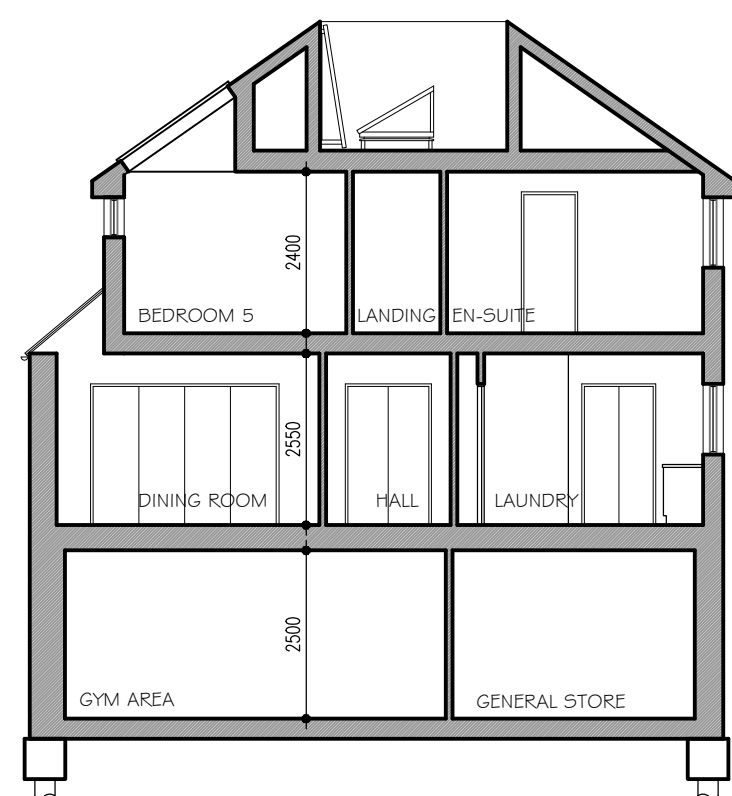 2400
BEDROOM 5
LANDING
EN-SUITE
2550
DINING ROOM
HALL
LAUNDRY
2500
GYM AREA
GENERAL STORE